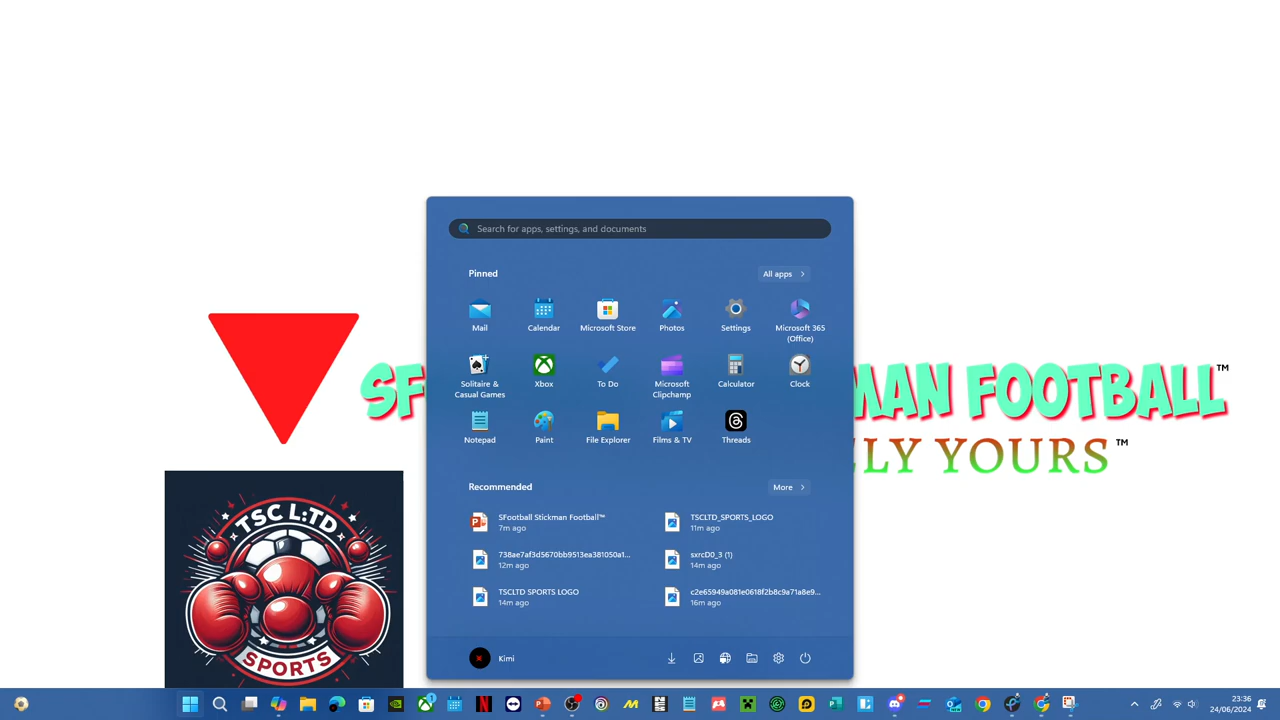 Search for apps, settings, and documents
Pinned
All apps
Mail
Calendar
Microsoft Store
Photos
Settings
Microsoft 365
(Office)
Solitaire &
Casual Games
Xbox
To Do
Microsoft
Clipchamp
Calculator
Clock
Notepad
Paint
File Explorer
Films & TV
Threads
SF
MAN FOOTBALL™
LY YOURS™
Recommended
More
SFootball Stickman Football™
7m ago
TSCLTD_SPORTS_LOGO
11m ago
738ae7af3d5670bb9513ea381050a1...
12m ago
sxrcD0_3 (1)
14m ago
TSCLTD SPORTS LOGO
14m ago
c2e65949a081e0618f2b8c9a71a8e9...
16m ago
TSC L:TD
SPORTS
Kimi
23:36
24/06/2024